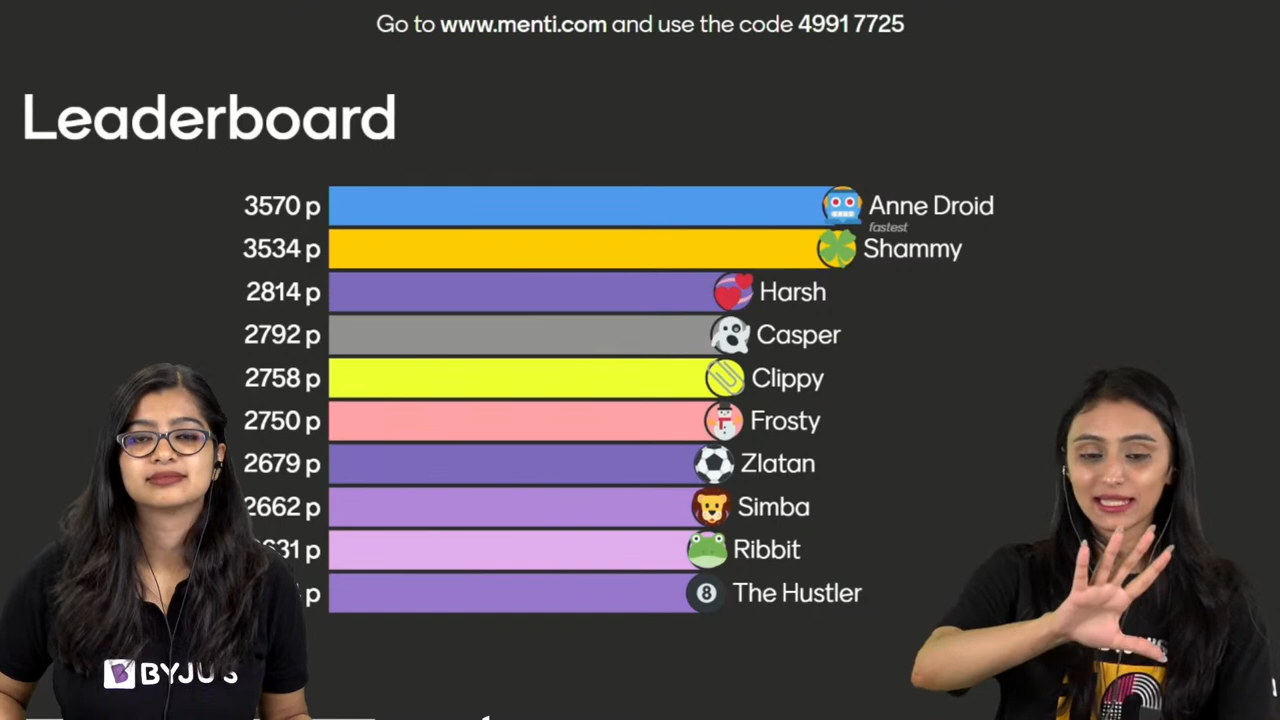 Go to www.menti.com and use the code 4991 7725
Leaderboard
3570 p Anne Droid
fastest
3534 p Shammy
2814 p Harsh
2792 p Casper
2758 p Clippy
2750 p Frosty
2679 p Zlatan
2662 p Simba
p Ribbit
p 8 The Hustler
BYJU'S